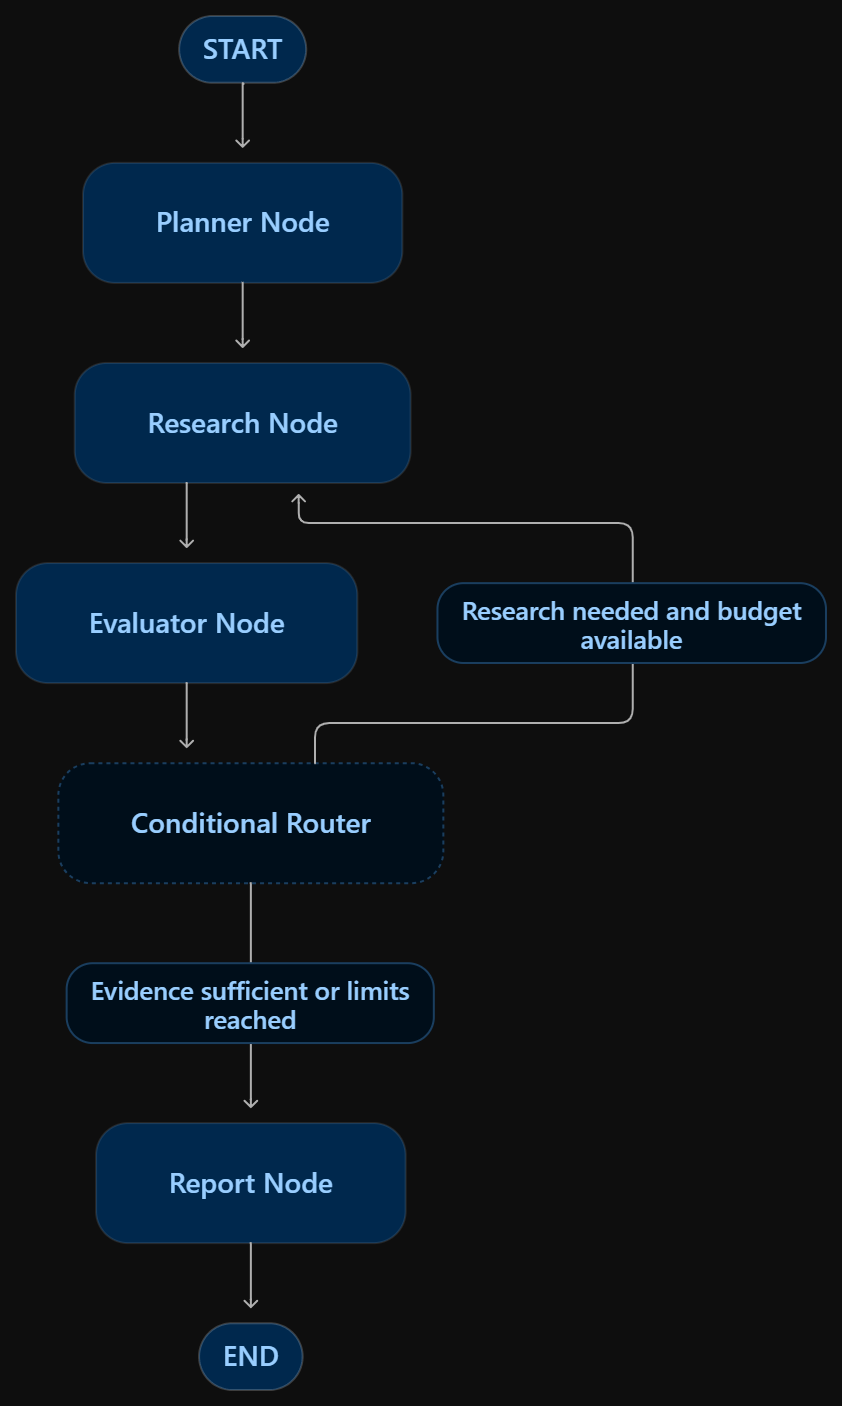 START
Planner Node
Research Node
Evaluator Node
Research needed and budget
available
Conditional Router
Evidence sufficient or limits
reached
Report Node
END